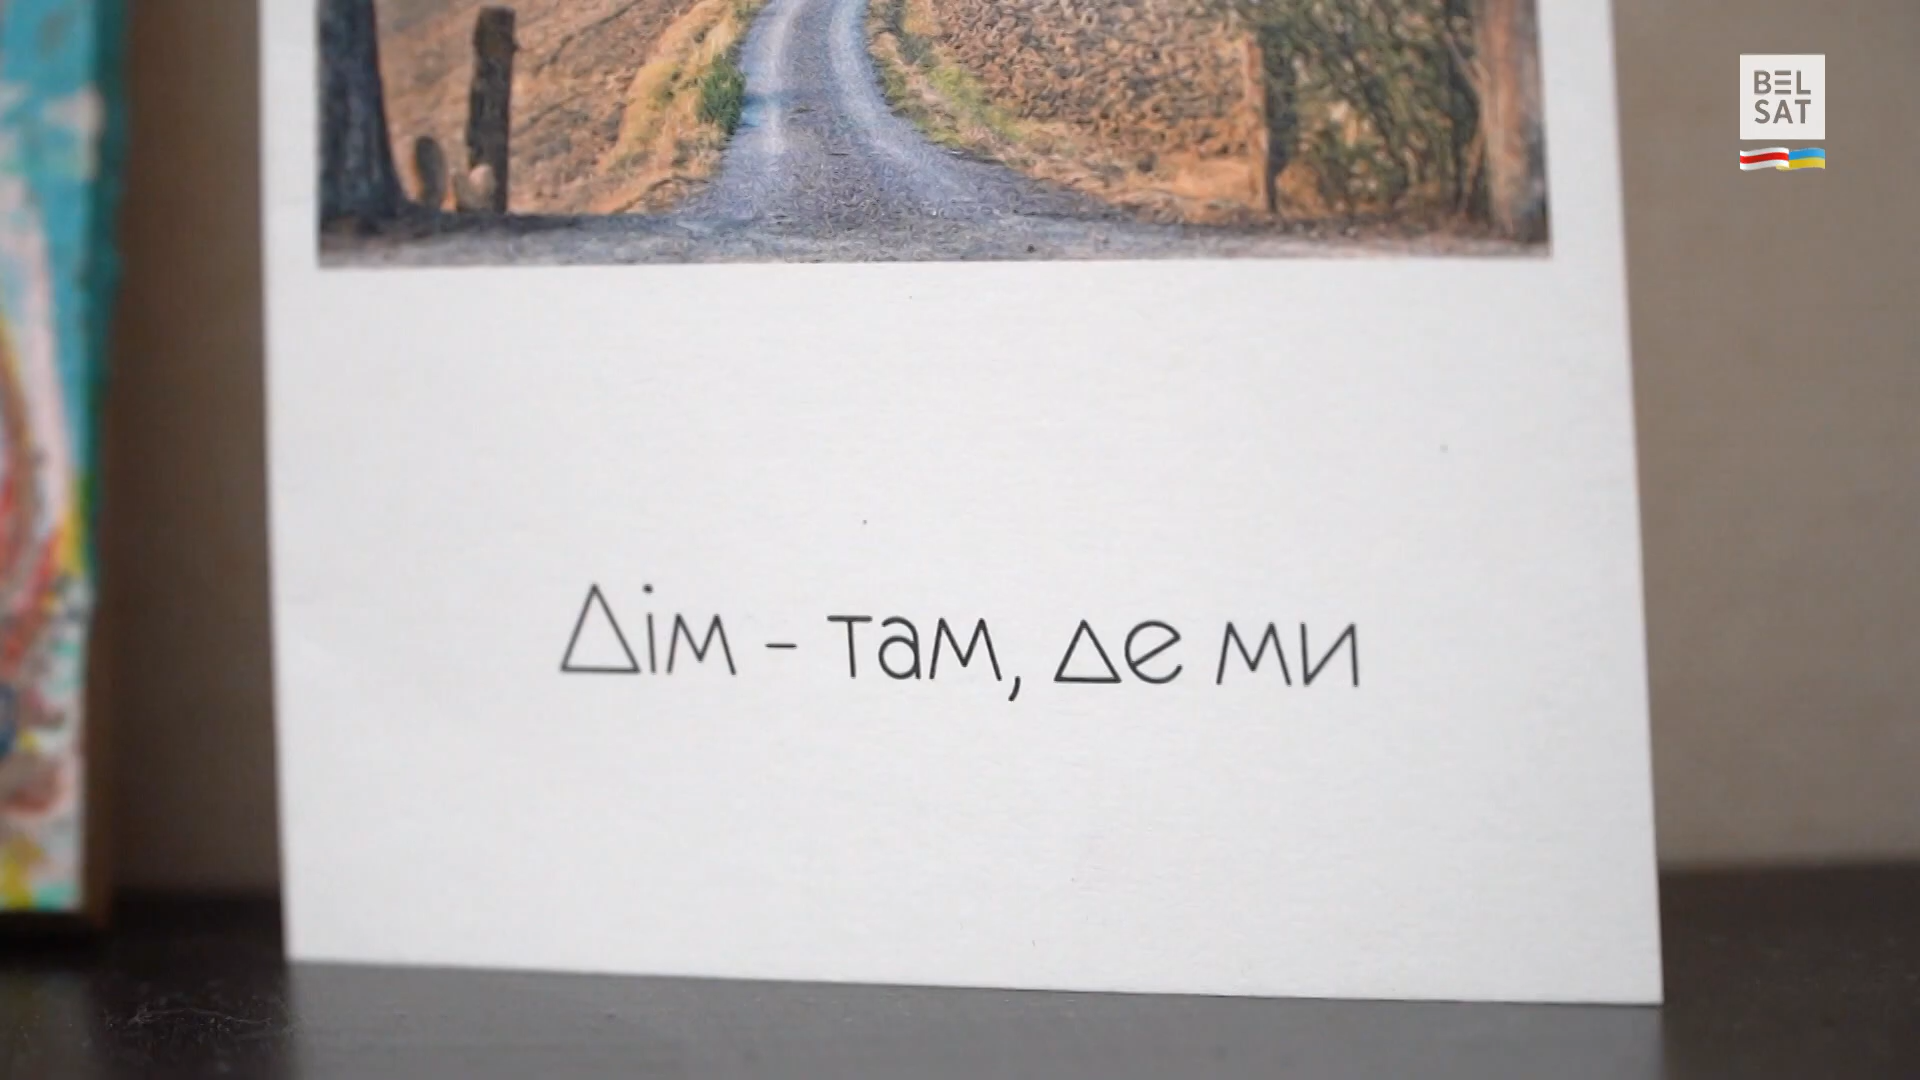 BEL
SAT
Дім - там, де ми